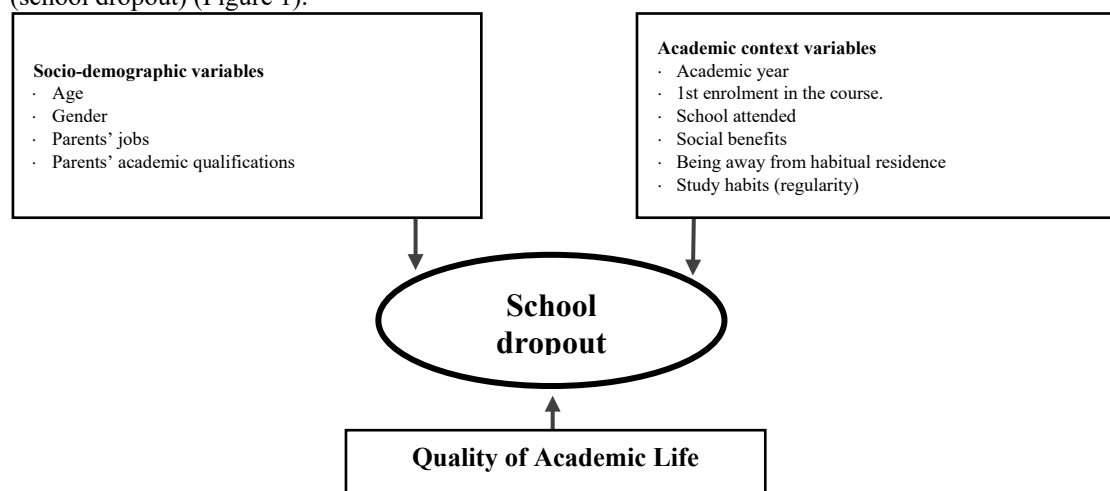 (school dropout) (Figure 1).
Socio-demographic variables
· Age
· Gender
· Parents' jobs
· Parents' academic qualifications
Academic context variables
· Academic year
· 1st enrolment in the course.
· School attended
· Social benefits
· Being away from habitual residence
· Study habits (regularity)
School
dropout
Quality of Academic Life